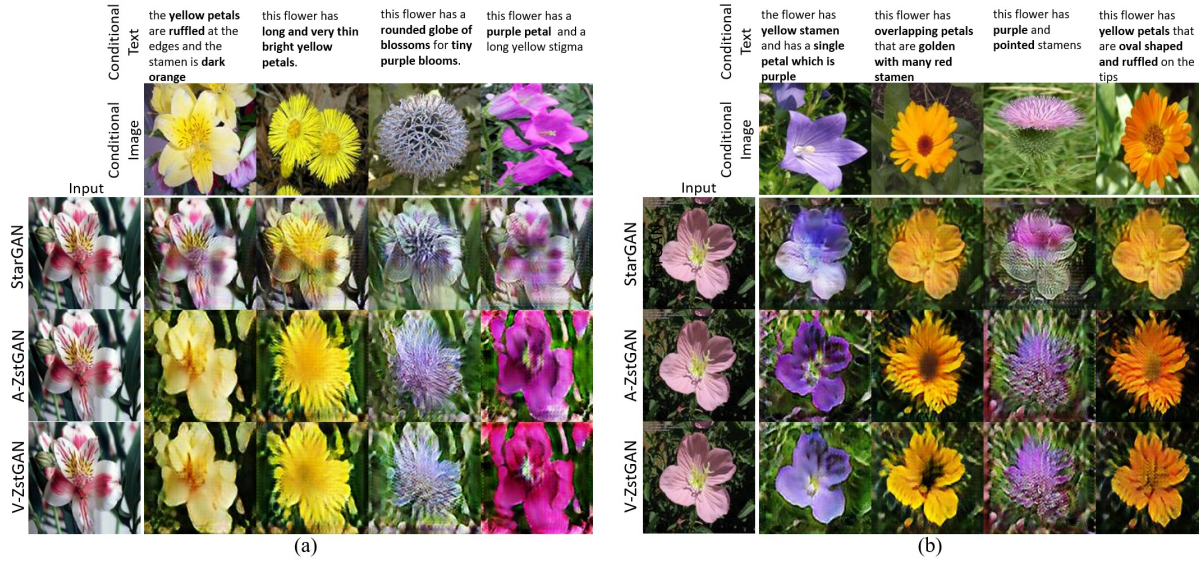 Conditional
Text
the yellow petals
are ruffled at the
edges and the
stamen is dark
orange
this flower has
long and very thin
bright yellow
petals.
this flower has a
rounded globe of
blossoms for tiny
purple blooms.
this flower has a
purple petal and a
long yellow stigma
Conditional
Image
Input
StarGAN
A-ZstGAN
V-ZstGAN
(a)
Conditional
Text
the flower has
yellow stamen
and has a single
petal which is
purple
this flower has
overlapping petals
that are golden
with many red
stamen
this flower has
purple and
pointed stamens
this flower has
yellow petals that
are oval shaped
and ruffled on the
tips
Conditional
Image
Input
StarGAN
A-ZstGAN
V-ZstGAN
(b)